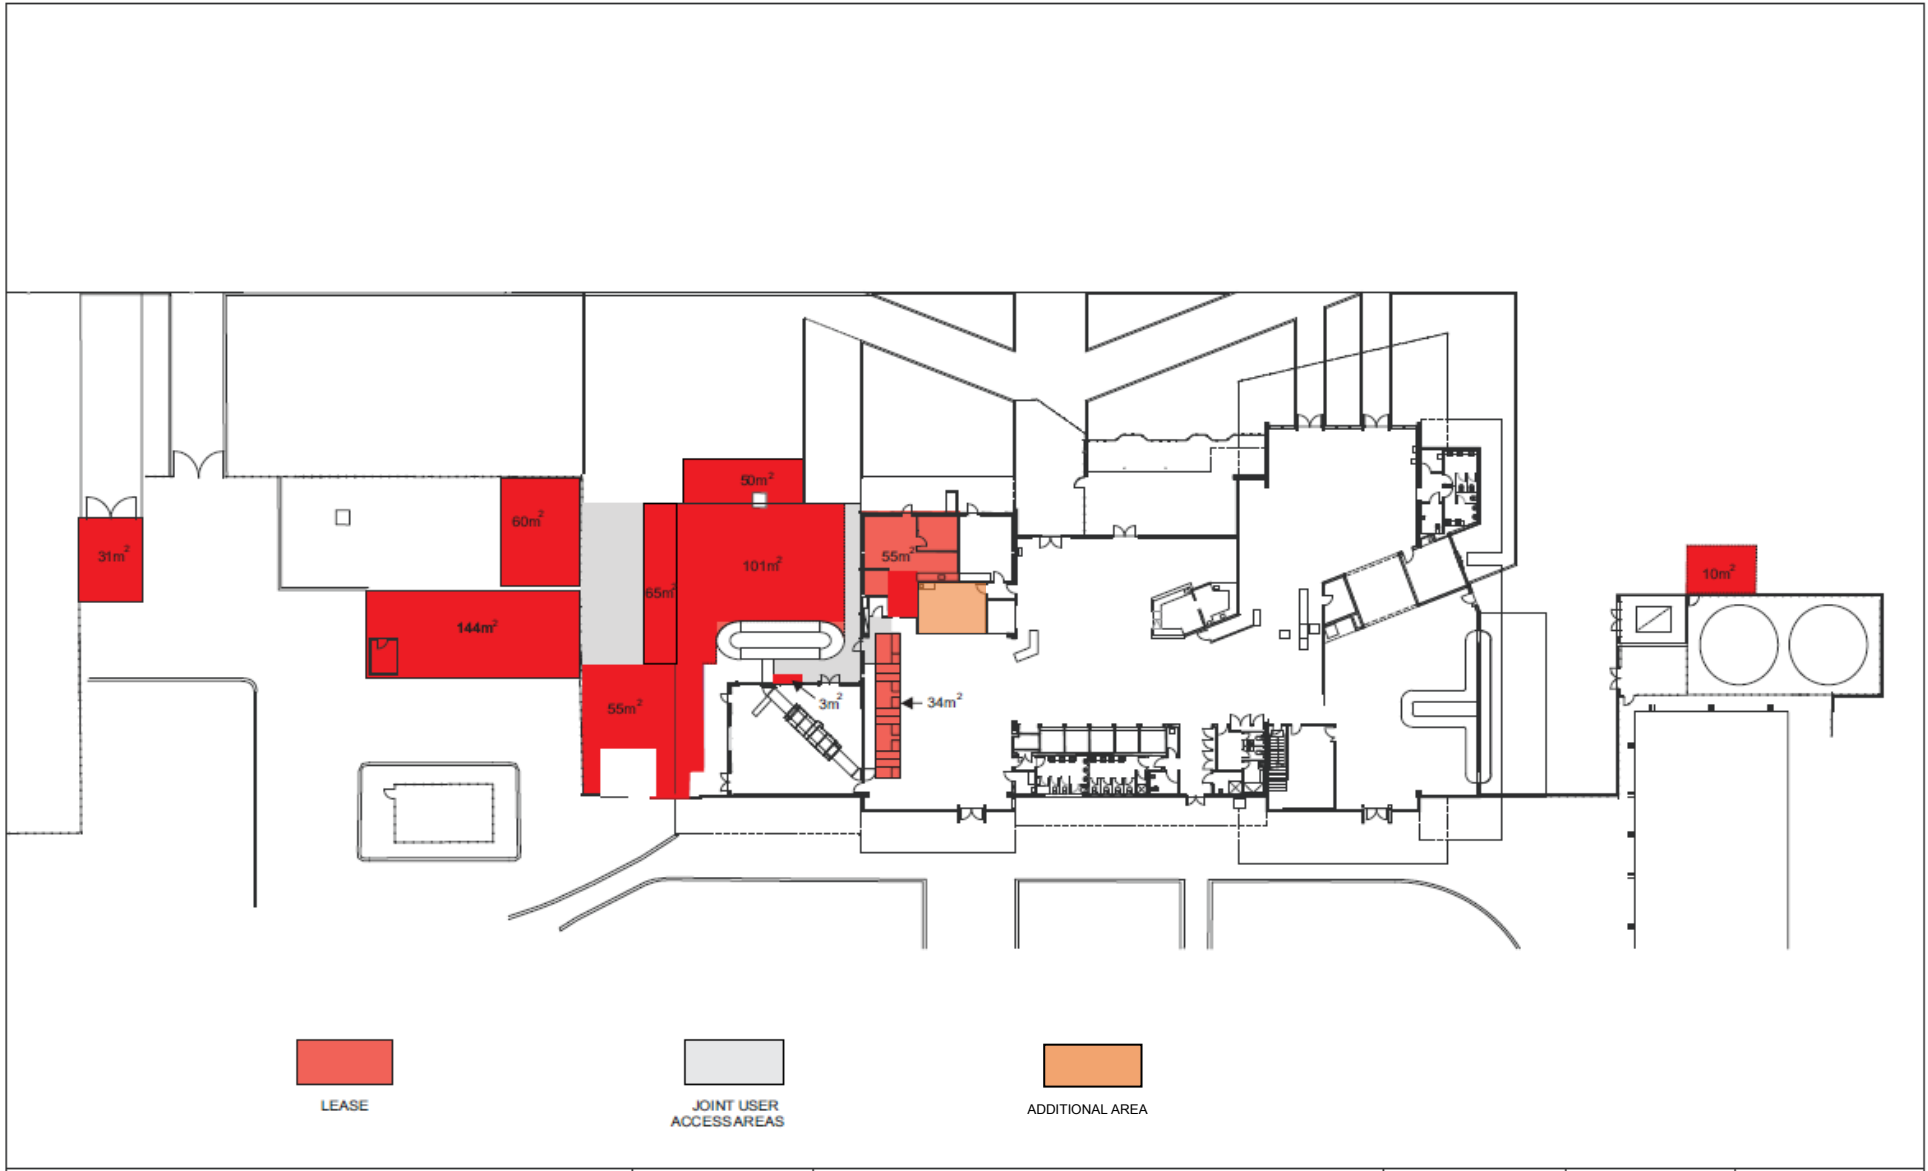 50m²
60m²
31m²
55m²
101m²
65m²
10m²
144m²
55m²
3m²
34m²
LEASE
JOINT USER
ACCESS AREAS
ADDITIONAL AREA